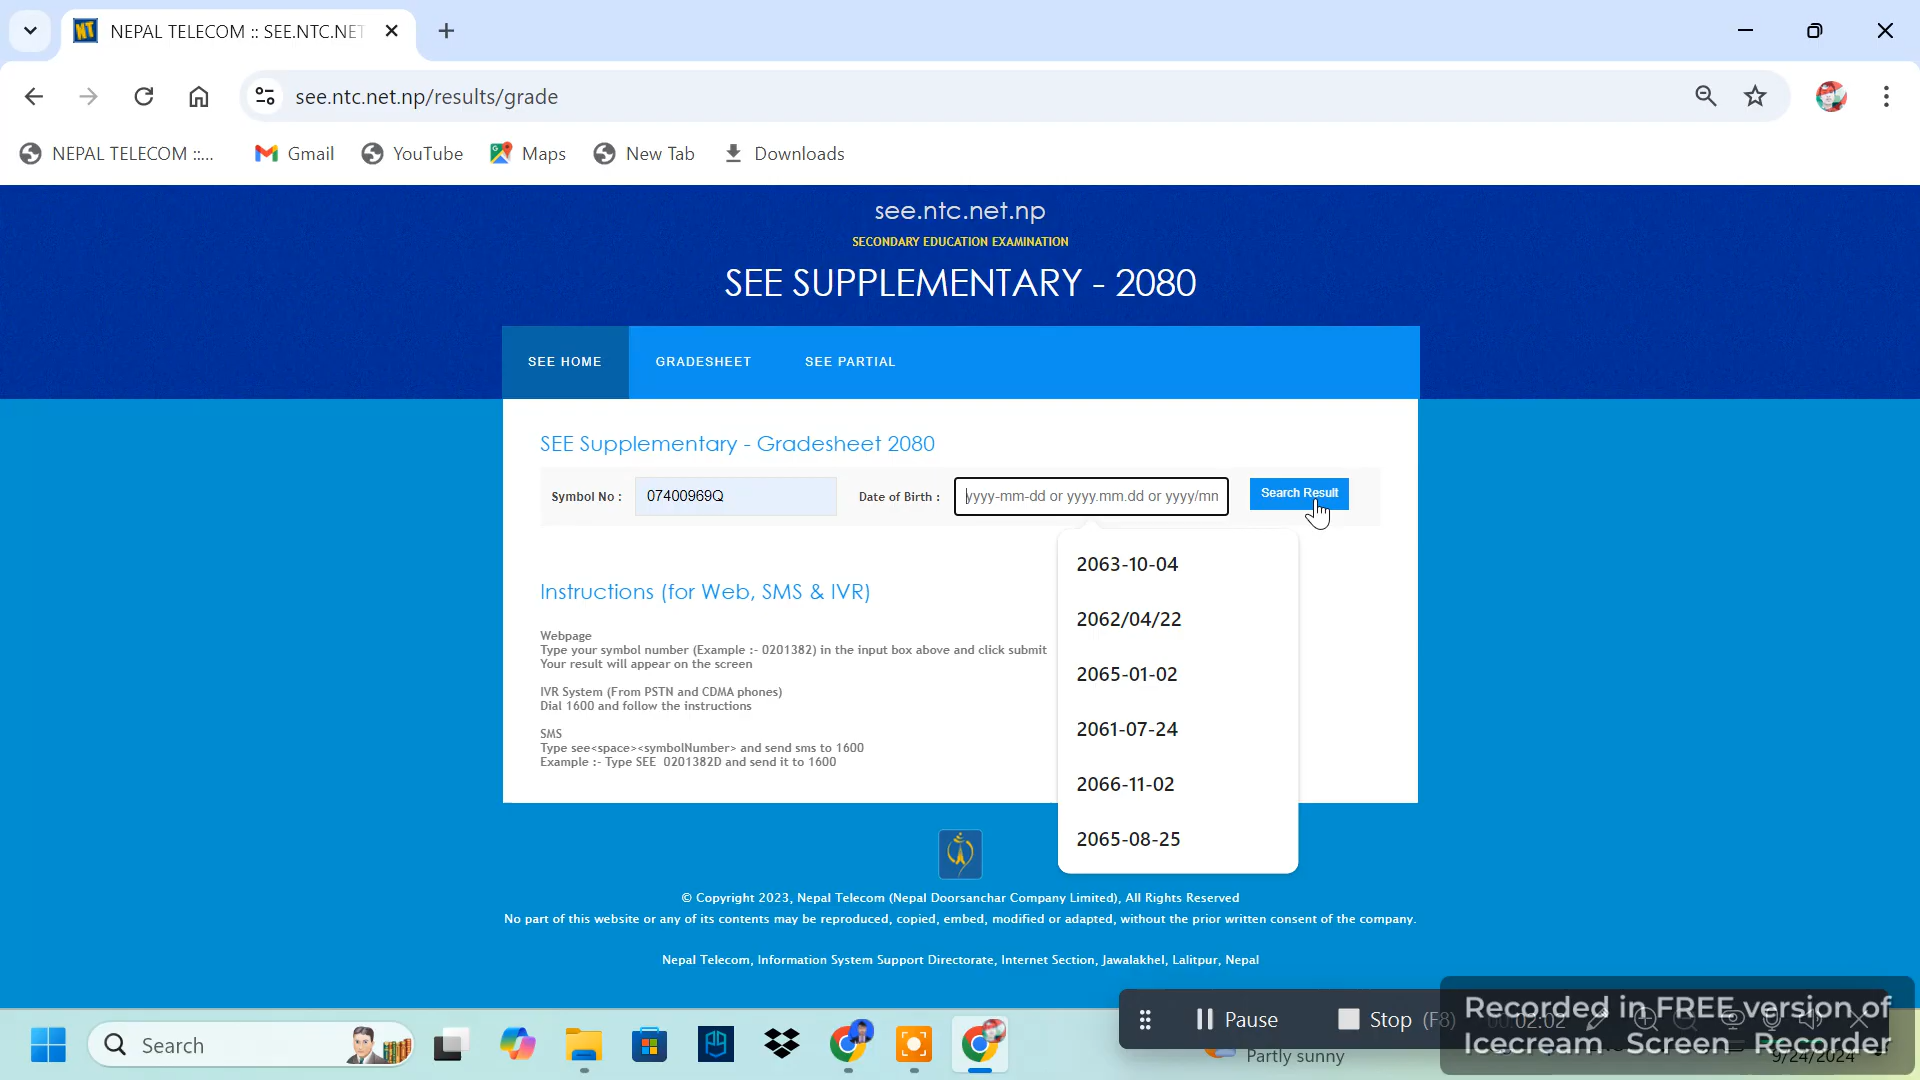 NEPAL TELECOM :: SEE.NTC.NET
see.ntc.net.np/results/grade
NEPAL TELECOM ::...
Gmail
YouTube
Maps
New Tab
Downloads
see.ntc.net.np
SECONDARY EDUCATION EXAMINATION
SEE SUPPLEMENTARY - 2080
SEE HOME
GRADESHEET
SEE PARTIAL
SEE Supplementary - Gradesheet 2080
Symbol No :
07400969Q
Date of Birth :
yyyy-mm-dd or yyyy.mm.dd or yyyy/mm
Search Result
2063-10-04
2062/04/22
2065-01-02
2061-07-24
2066-11-02
2065-08-25
Instructions (for Web, SMS & IVR)
Webpage
Type your symbol number (Example :- 0201382) in the input box above and click submit
Your result will appear on the screen
IVR System (From PSTN and CDMA phones)
Dial 1600 and follow the instructions
SMS
Type see<space><symbolNumber> and send sms to 1600
Example :- Type SEE 0201382D and send it to 1600
© Copyright 2023, Nepal Telecom (Nepal Doorsanchar Company Limited), All Rights Reserved
No part of this website or any of its contents may be reproduced, copied, embed, modified or adapted, without the prior written consent of the company.
Nepal Telecom, Information System Support Directorate, Internet Section, Jawalakhel, Lalitpur, Nepal
Pause
Stop (F8)
00:02:02
Recorded in FREE version of
Icecream Screen Recorder
Search
Partly sunny
9/24/2024